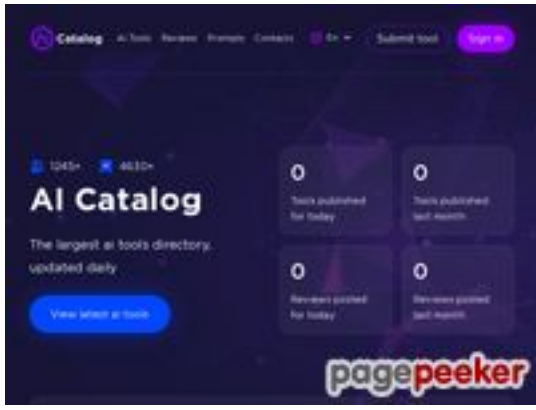 Catalog AI Tools Reviews Prompts Contacts En Submit tool Sign in
1245+ 4630+
AI Catalog
The largest ai tools directory,
updated daily
View latest ai tools
0
Tools published
for today
0
Tools published
last month
0
Reviews posted
for today
0
Reviews posted
last month
pagepeeker